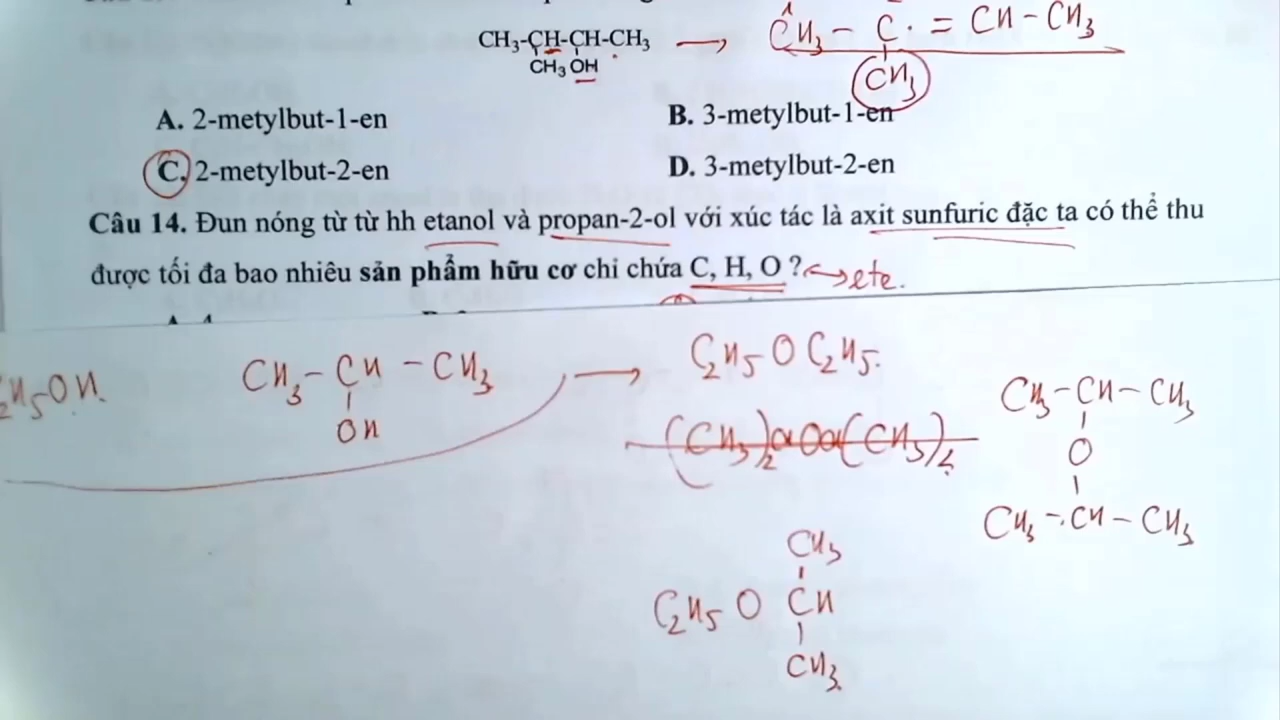 CH₃-CH-CH-CH₃ → CH₃ - C = CH - CH₃
CH₃ OH CH₃
A. 2-metylbut-1-en B. 3-metylbut-1-en
C. 2-metylbut-2-en D. 3-metylbut-2-en
Câu 14. Đun nóng từ từ hh etanol và propan-2-ol với xúc tác là axit sunfuric đặc ta có thể thu
được tối đa bao nhiêu sản phẩm hữu cơ chỉ chứa C, H, O ? ete.
C₂H₅OC₂H₅.
₂H₅OH. CH₃ - CH - CH₃ →
OH
CH₃ - CH - CH₃
O
CH₃ - CH - CH₃
CH₃
C₂H₅ O CH
CH₃